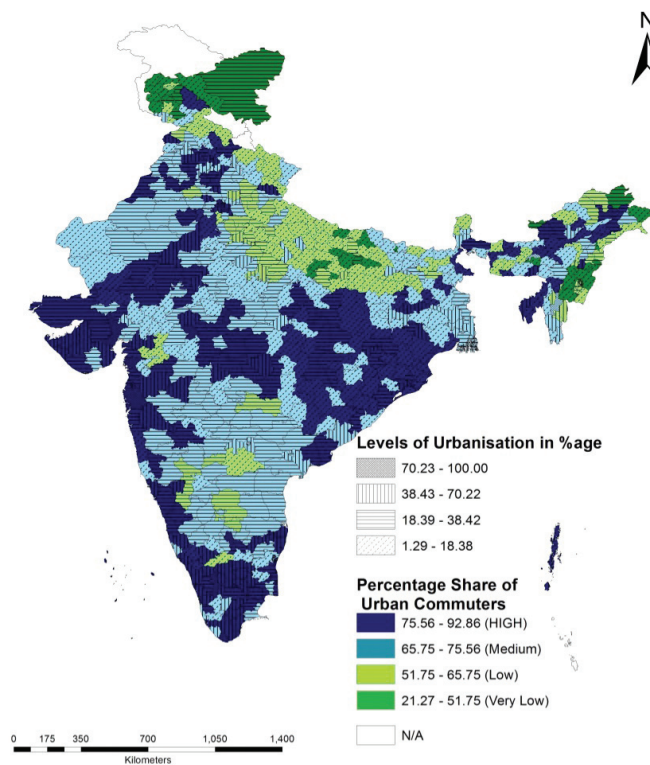 N
Levels of Urbanisation in %age
70.23 - 100.00
38.43 - 70.22
18.39 - 38.42
1.29 - 18.38
Percentage Share of
Urban Commuters
75.56 - 92.86 (HIGH)
65.75 - 75.56 (Medium)
51.75 - 65.75 (Low)
21.27 - 51.75 (Very Low)
N/A
0 175 350 700 1,050 1,400
Kilometers